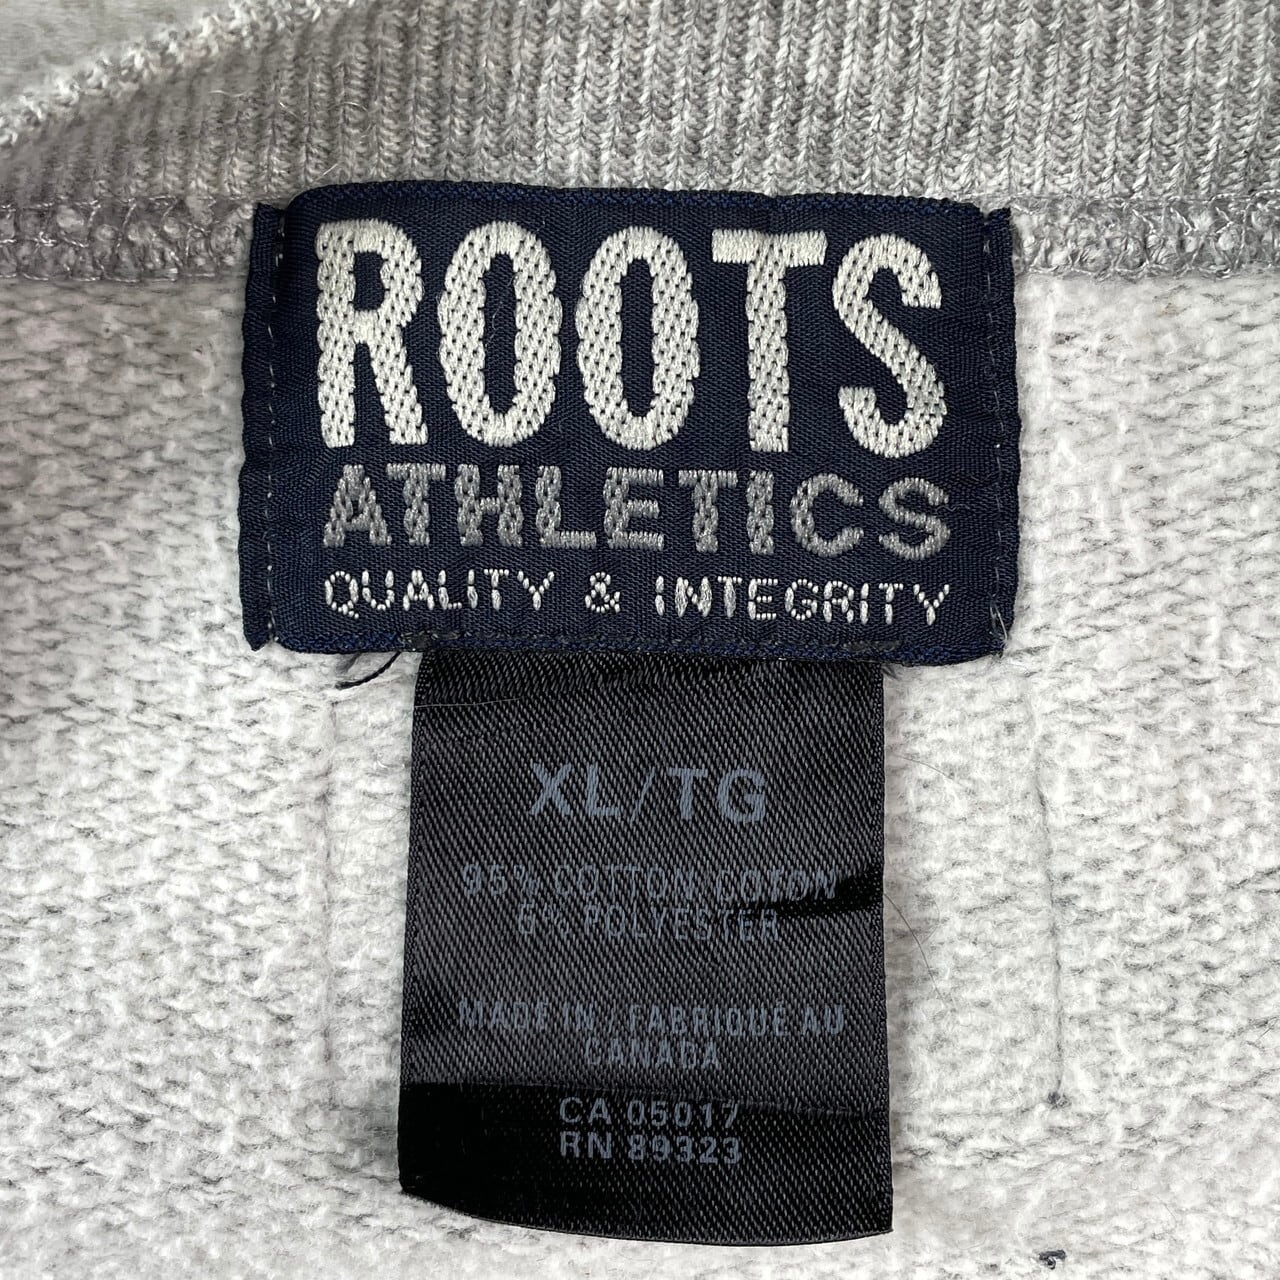 ROOTS
ATHLETICS
QUALITY & INTEGRITY
XL/TG
95% COTTON COTON
5% POLYESTER
MADE IN / FABRIQUÉ AU
CANADA
CA 05017
RN 89323